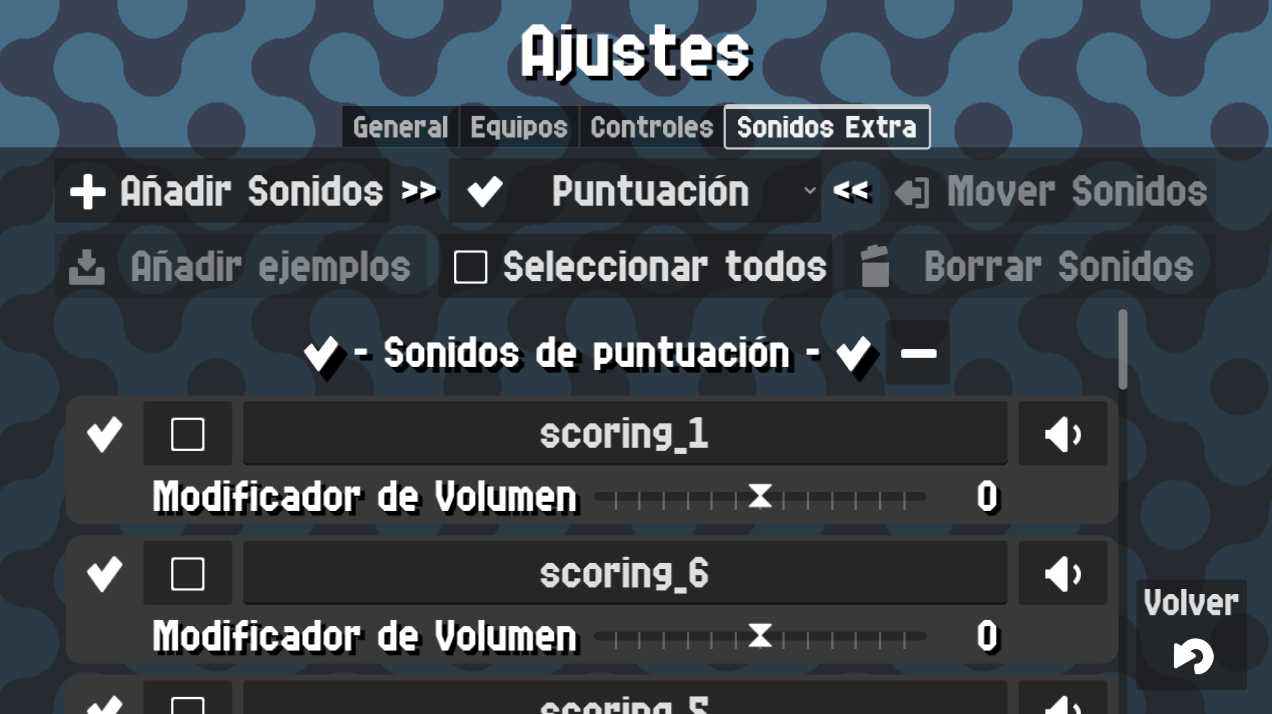 Ajustes
General Equipos Controles Sonidos Extra
Añadir Sonidos >> Puntuación << Mover Sonidos
Añadir ejemplos Seleccionar todos Borrar Sonidos
- Sonidos de puntuación -
scoring_1
Modificador de Volumen 0
scoring_6
Modificador de Volumen 0
Volver
scoring_5